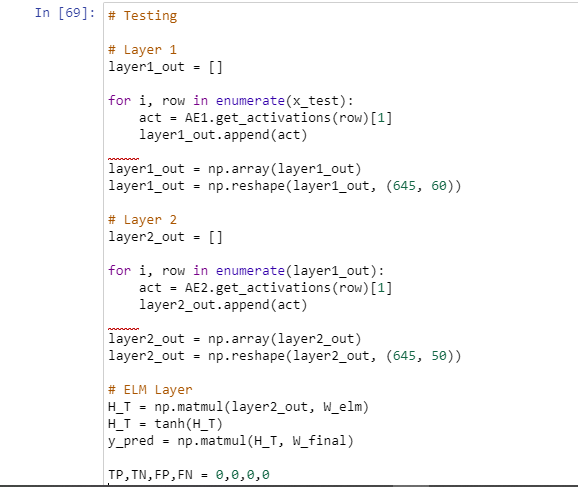 In [69]: # Testing
# Layer 1
layer1_out = []
for i, row in enumerate(x_test):
    act = AE1.get_activations(row)[1]
    layer1_out.append(act)
layer1_out = np.array(layer1_out)
layer1_out = np.reshape(layer1_out, (645, 60))
# Layer 2
layer2_out = []
for i, row in enumerate(layer1_out):
    act = AE2.get_activations(row)[1]
    layer2_out.append(act)
layer2_out = np.array(layer2_out)
layer2_out = np.reshape(layer2_out, (645, 50))
# ELM Layer
H_T = np.matmul(layer2_out, W_elm)
H_T = tanh(H_T)
y_pred = np.matmul(H_T, W_final)
TP,TN,FP,FN = 0,0,0,0